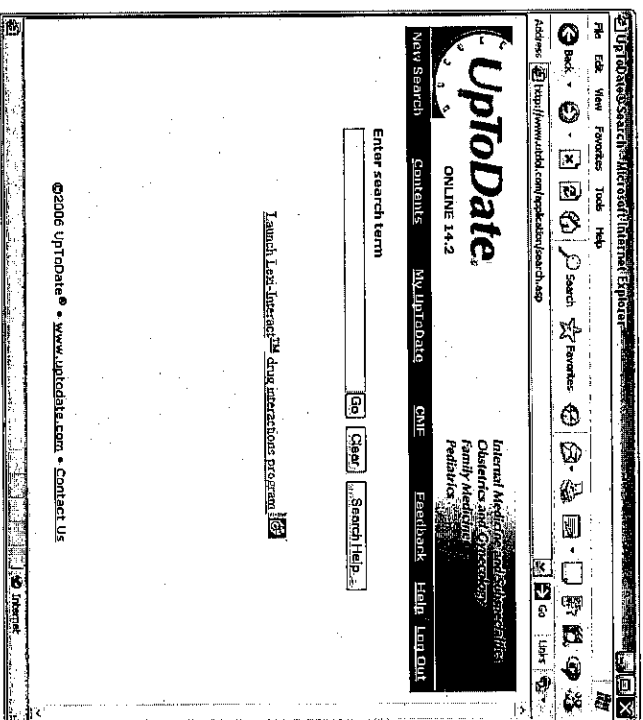 UpToDate® Search - Microsoft Internet Explorer
File Edit View Favorites Tools Help
Back Search Favorites
Address http://www.utdol.com/application/search.asp Go Links
UpToDate®
ONLINE 14.2
Internal Medicine and Subspecialties
Obstetrics and Gynecology
Family Medicine
Pediatrics
New Search Contents My UpToDate CME Feedback Help Log Out
Enter search term
Go Clear Search Help...
Launch Lexi-Interact™ drug interactions program
©2006 UpToDate® • www.uptodate.com • Contact Us
Internet